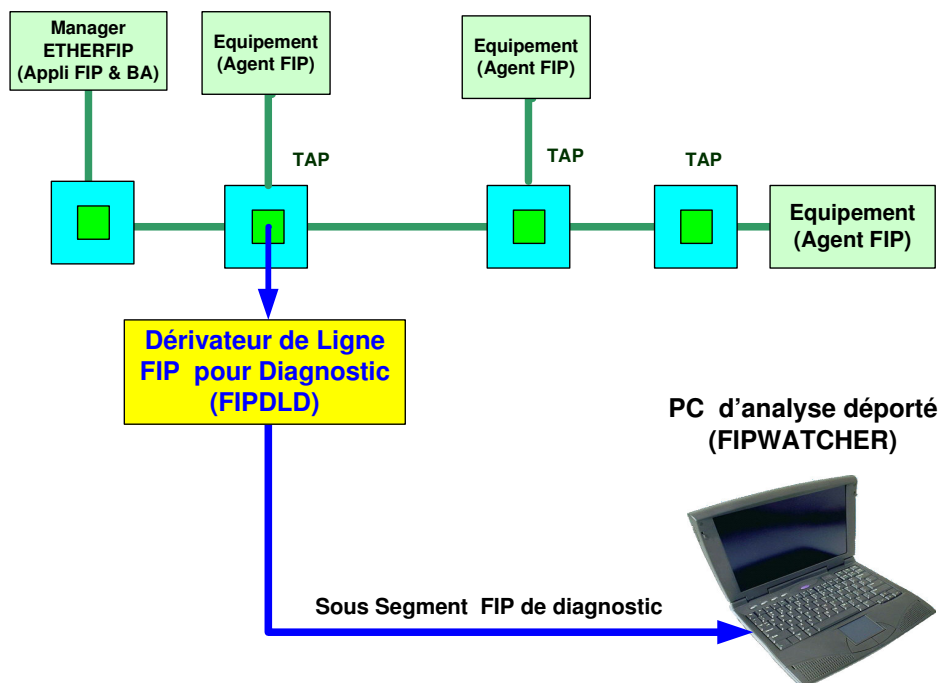 Manager
ETHERFIP
(Appli FIP & BA)
Equipement
(Agent FIP)
Equipement
(Agent FIP)
TAP
TAP
TAP
Equipement
(Agent FIP)
Dérivateur de Ligne
FIP pour Diagnostic
(FIPDLD)
PC d'analyse déporté
(FIPWATCHER)
Sous Segment FIP de diagnostic